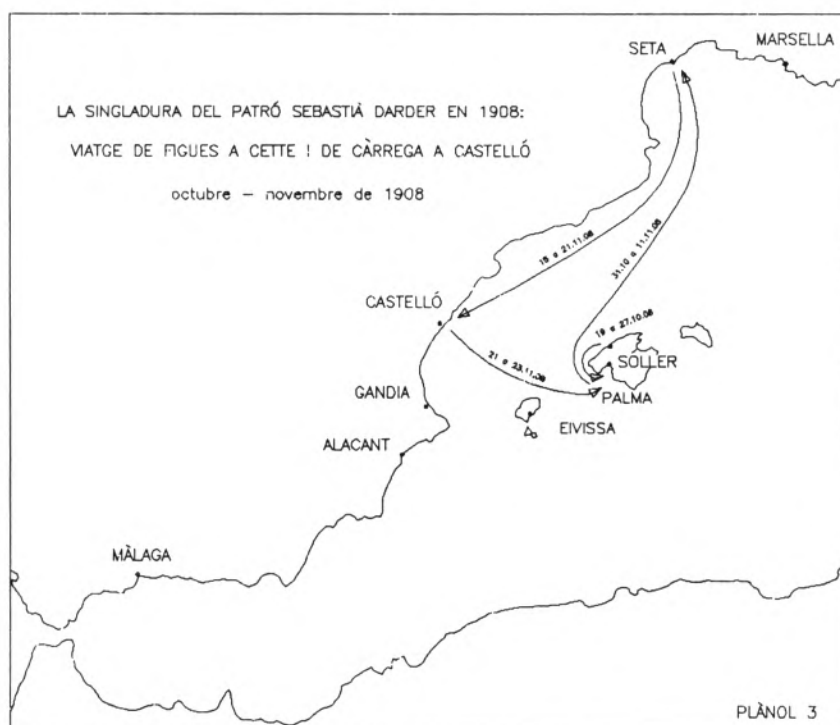 SETA
MARSELLA
LA SINGLADURA DEL PATRÓ SEBASTIÀ DARDER EN 1908:
VIATGE DE FIGUES A CETTE I DE CÀRREGA A CASTELLÓ
octubre – novembre de 1908
15 a 21.11.08
31.10 a 11.11.08
CASTELLÓ
19 a 27.10.08
21 a 23.11.08
SÓLLER
GANDIA
PALMA
EIVISSA
ALACANT
MÀLAGA
PLÀNOL 3